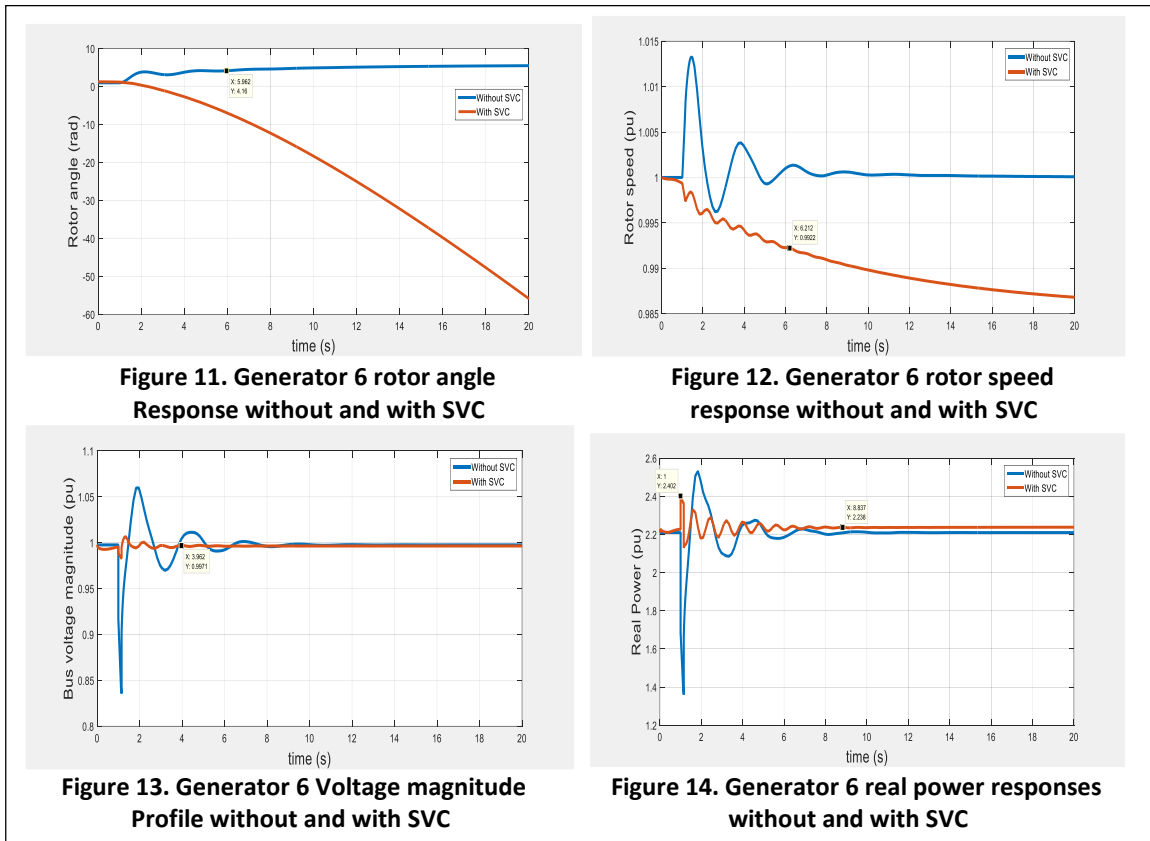 10
0
-10
-20
-30
-40
-50
-60
Rotor angle (rad)
X: 5.962
Y: 4.16
Without SVC
With SVC
0 2 4 6 8 10 12 14 16 18 20
time (s)
Figure 11. Generator 6 rotor angle
Response without and with SVC
1.015
1.01
1.005
1
0.995
0.99
0.985
Rotor speed (pu)
X: 6.212
Y: 0.9922
Without SVC
With SVC
0 2 4 6 8 10 12 14 16 18 20
time (s)
Figure 12. Generator 6 rotor speed
response without and with SVC
1.1
1.05
1
0.95
0.9
0.85
0.8
Bus voltage magnitude (pu)
X: 3.962
Y: 0.9971
Without SVC
With SVC
0 2 4 6 8 10 12 14 16 18 20
time (s)
Figure 13. Generator 6 Voltage magnitude
Profile without and with SVC
2.6
2.4
2.2
2
1.8
1.6
1.4
1.2
Real Power (pu)
X: 1
Y: 2.402
X: 8.837
Y: 2.238
Without SVC
With SVC
0 2 4 6 8 10 12 14 16 18 20
time (s)
Figure 14. Generator 6 real power responses
without and with SVC